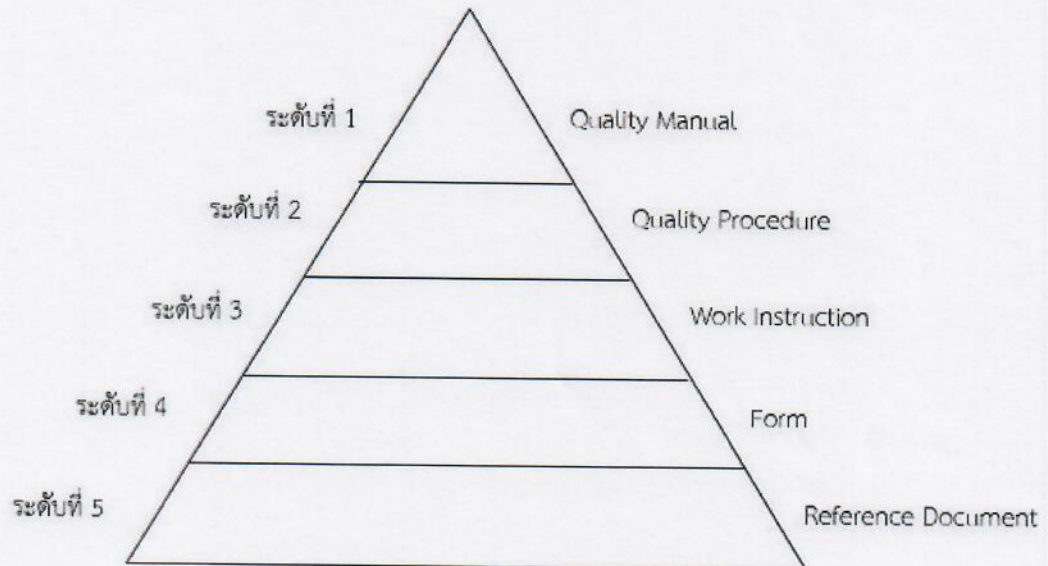 ระดับที่ 1
Quality Manual
ระดับที่ 2
Quality Procedure
ระดับที่ 3
Work Instruction
ระดับที่ 4
Form
ระดับที่ 5
Reference Document